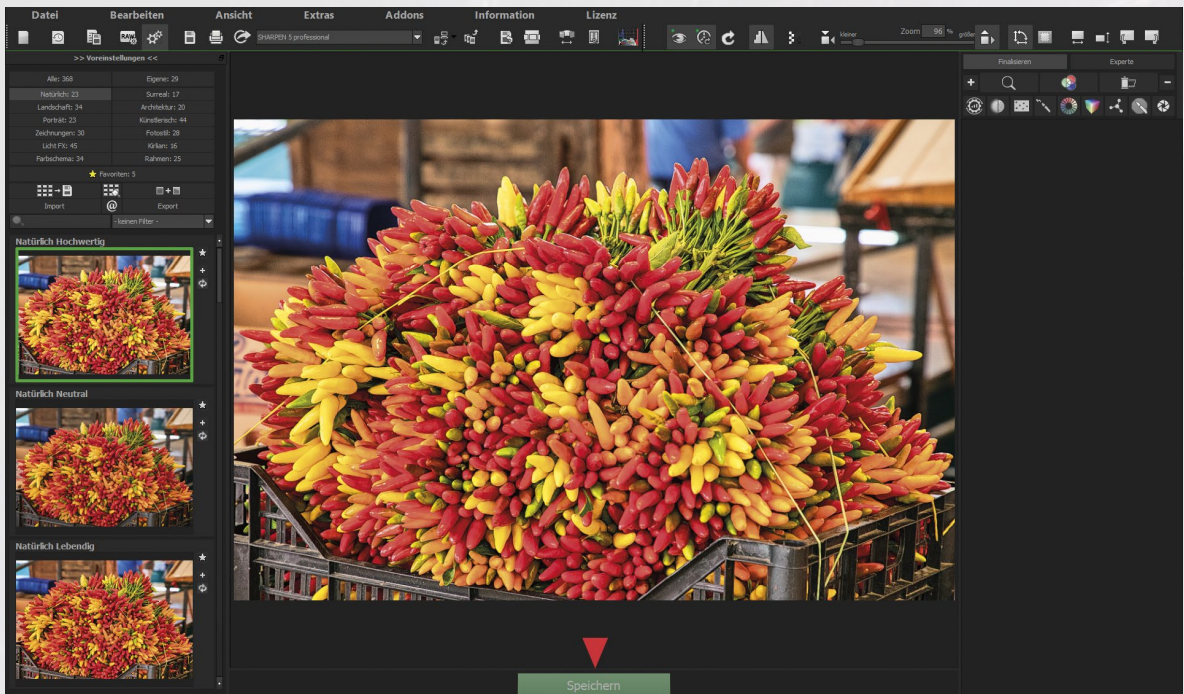 Datei Bearbeiten Ansicht Extras Addons Information Lizenz
RAW SHARPEN 5 professional kleiner Zoom 96 % größer
>> Voreinstellungen <<
Finalisieren Experte
Alle: 368 Eigene: 29
Natürlich: 23 Surreal: 17
Landschaft: 34 Architektur: 20
Porträt: 23 Künstlerisch: 44
Zeichnungen: 30 Fotostil: 28
Licht FX: 45 Kirlian: 16
Farbschema: 34 Rahmen: 25
Favoriten: 5
Import @ Export
- keinen Filter -
Natürlich Hochwertig
Natürlich Neutral
Natürlich Lebendig
Speichern